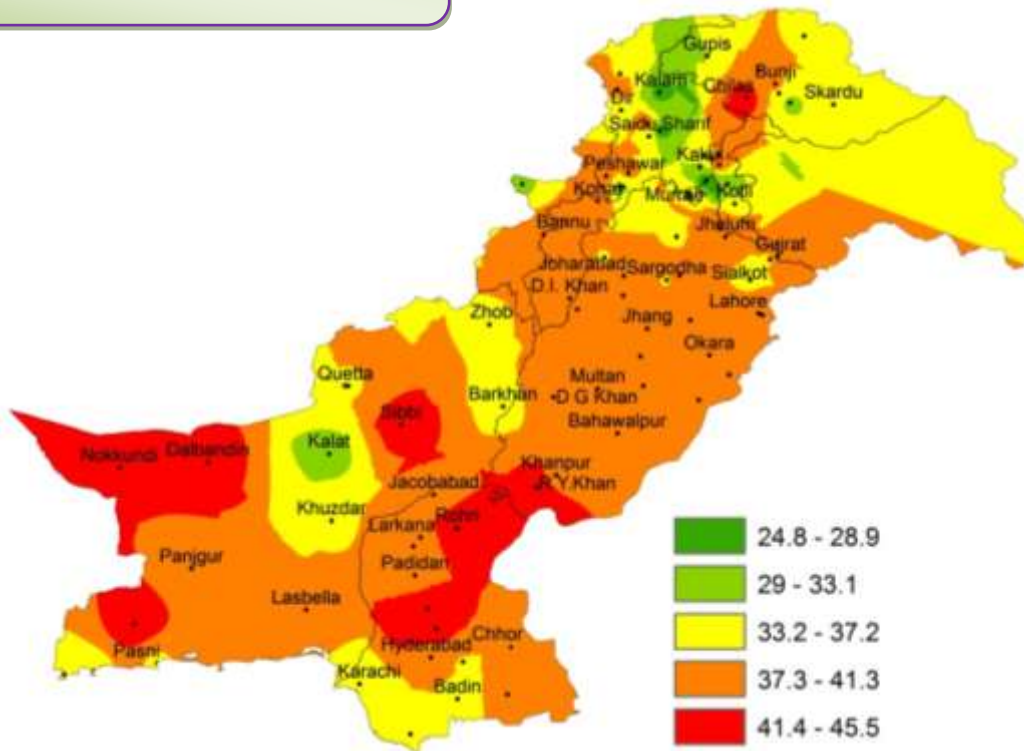 Gupis
Kalam
Chilas
Bunji
Skardu
Dir
Saidu Sharif
Peshawar
Kakul
Kohat
Murree
Kotli
Bannu
Jhelum
Gujrat
Joharabad
Sargodha
Sialkot
D.I. Khan
Lahore
Zhob
Jhang
Okara
Quetta
Multan
Barkhan
D G Khan
Sibbi
Bahawalpur
Kalat
Nokkundi
Dalbandin
Khanpur
Jacobabad
R.Y.Khan
Khuzdar
Larkana
Rohri
Panjgur
Padidan
Lasbella
Pasni
Hyderabad
Chhor
Karachi
Badin
24.8 - 28.9
29 - 33.1
33.2 - 37.2
37.3 - 41.3
41.4 - 45.5